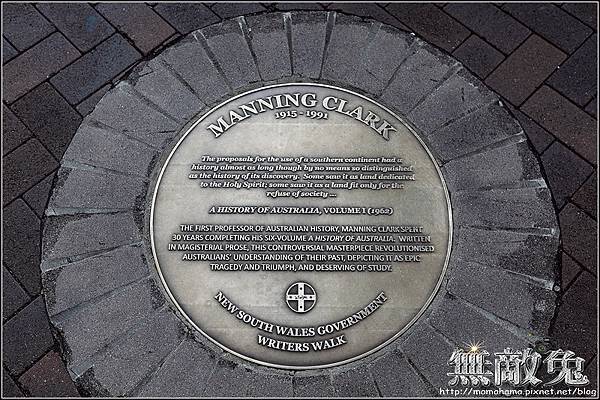 MANNING CLARK
1915 - 1991
The proposals for the use of a southern continent had a
history almost as long though by no means so distinguished
as the history of its discovery. Some saw it as land dedicated
to the Holy Spirit; some saw it as a land fit only for the
refuse of society ...
A HISTORY OF AUSTRALIA, VOLUME I (1962)
THE FIRST PROFESSOR OF AUSTRALIAN HISTORY, MANNING CLARK SPENT
30 YEARS COMPLETING HIS SIX-VOLUME A HISTORY OF AUSTRALIA. WRITTEN
IN MAGISTERIAL PROSE, THIS CONTROVERSIAL MASTERPIECE REVOLUTIONISED
AUSTRALIANS' UNDERSTANDING OF THEIR PAST, DEPICTING IT AS EPIC
TRAGEDY AND TRIUMPH, AND DESERVING OF STUDY.
NEW SOUTH WALES GOVERNMENT
WRITERS WALK
無敵兔
http://momohama.pixnet.net/blog